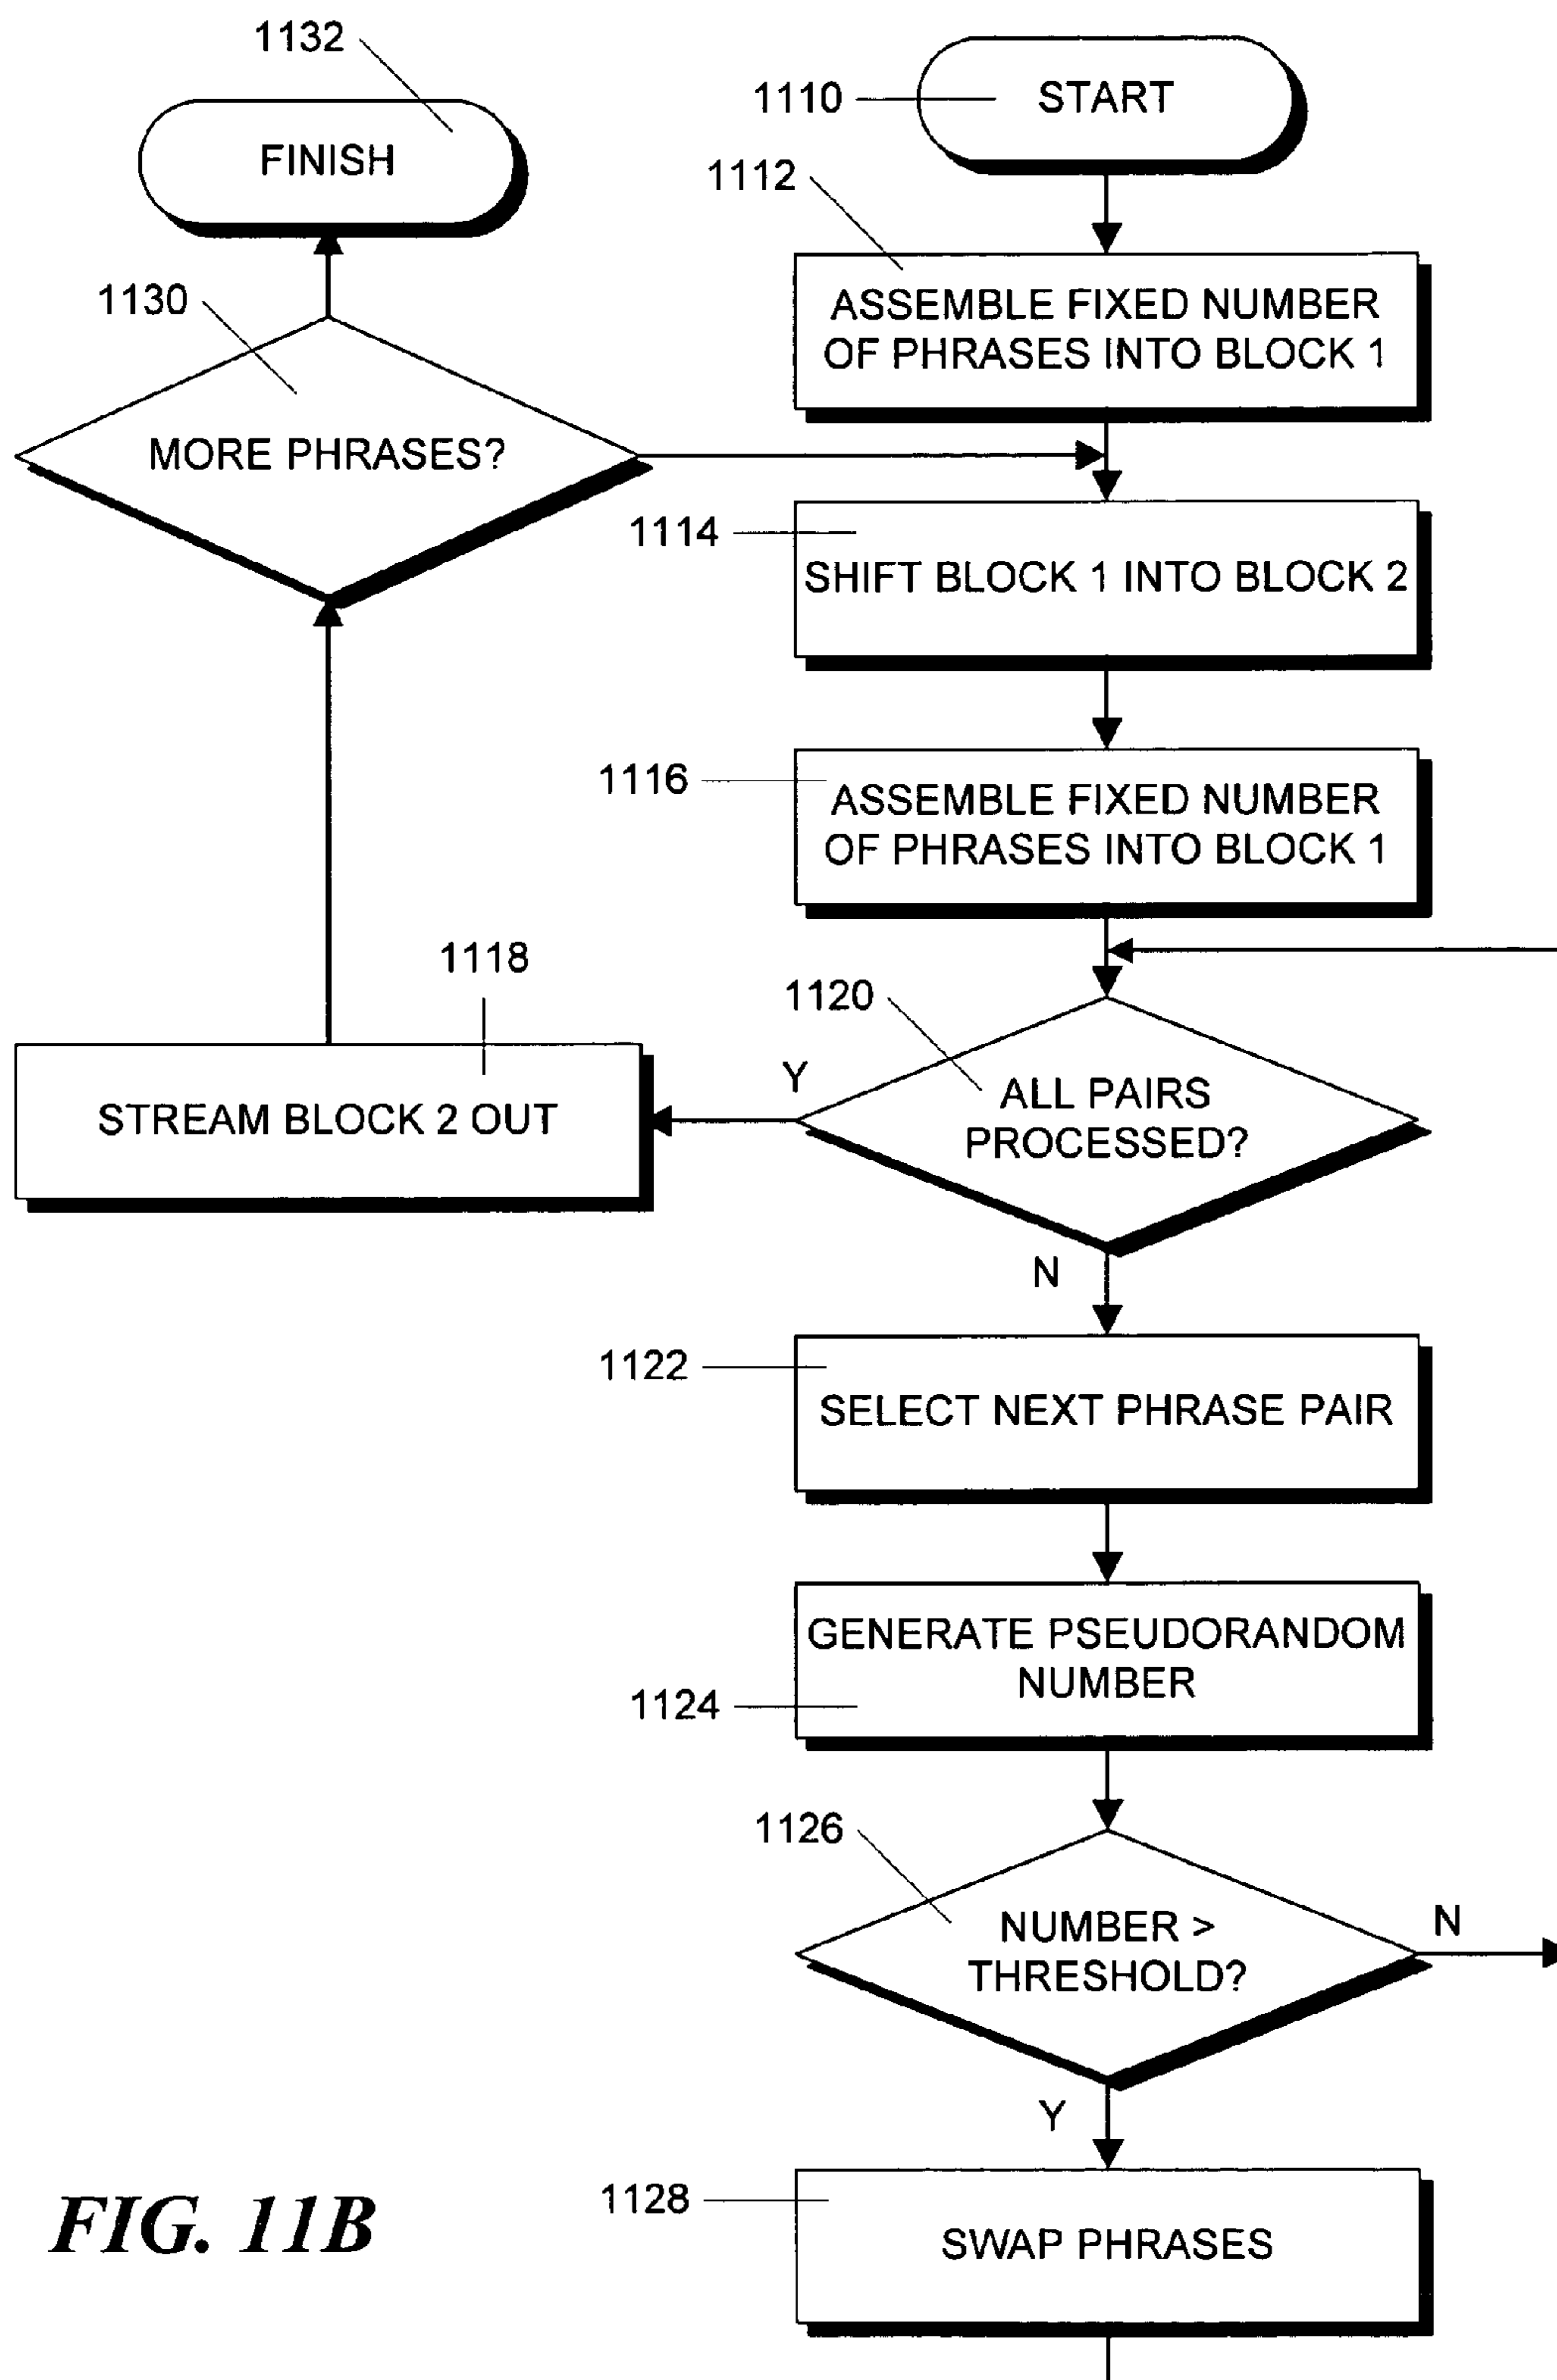 1132
FINISH
1130
MORE PHRASES?
1110
START
1112
ASSEMBLE FIXED NUMBER
OF PHRASES INTO BLOCK 1
1114
SHIFT BLOCK 1 INTO BLOCK 2
1116
ASSEMBLE FIXED NUMBER
OF PHRASES INTO BLOCK 1
1118
STREAM BLOCK 2 OUT
Y
1120
ALL PAIRS
PROCESSED?
N
1122
SELECT NEXT PHRASE PAIR
GENERATE PSEUDORANDOM
NUMBER
1124
1126
NUMBER >
THRESHOLD?
N
Y
1128
SWAP PHRASES
FIG. 11B